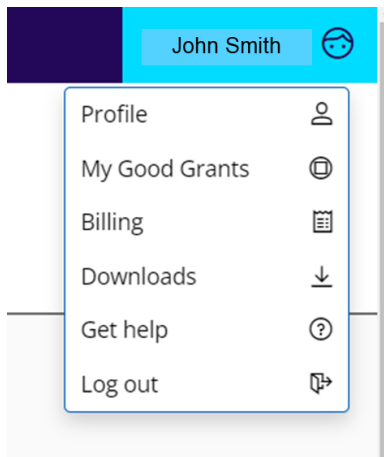 John Smith
Profile
My Good Grants
Billing
Downloads
Get help
Log out